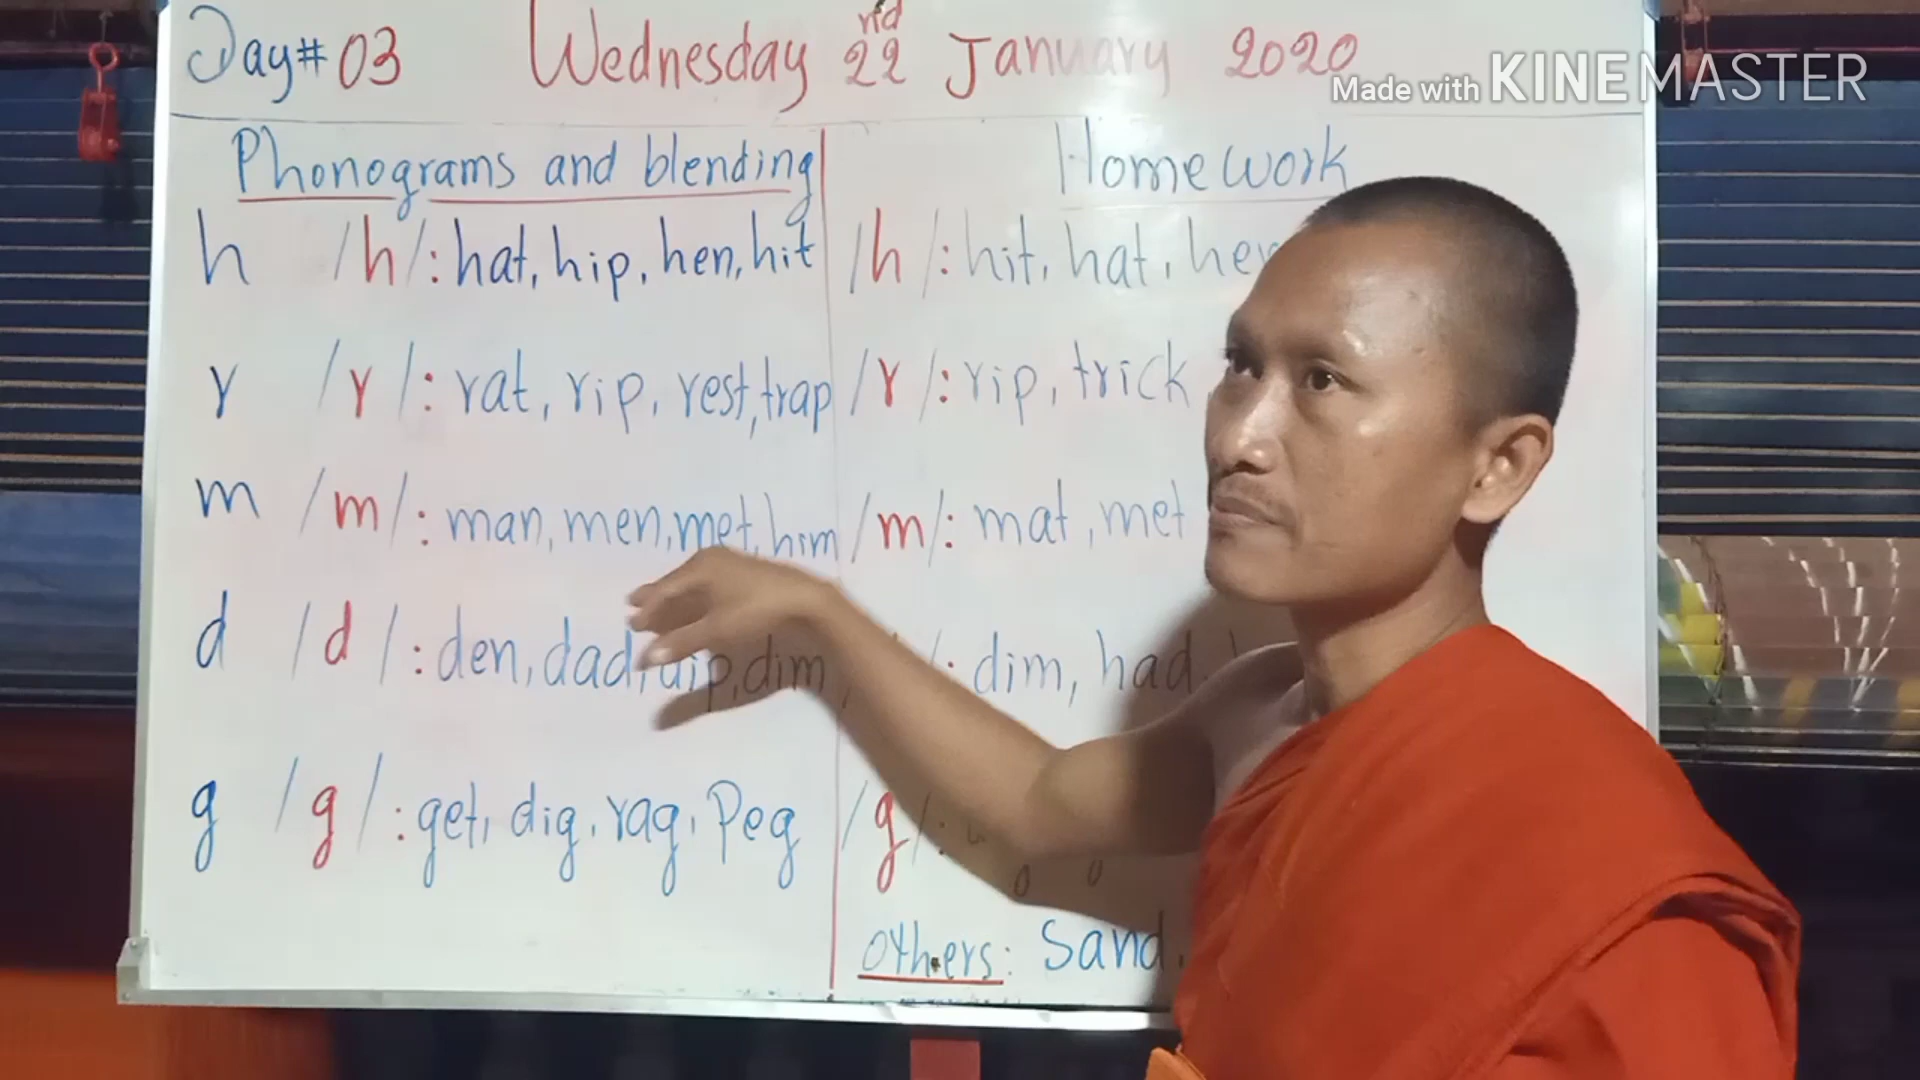 Day# 03 Wednesday 22rid January 2020
Made with KINEMASTER
Phonograms and blending
h /h/: hat, hip, hen, hit
r /r/: rat, rip, rest, trap
m /m/: man, men, met, him
d /d/: den, dad, dip, dim
g /g/: get, dig, rag, Peg
Homework
/h/: hit, hat,
/r/: rip, trick
/m/: mat, met
: dim, had.
/g/:
others: Sand.